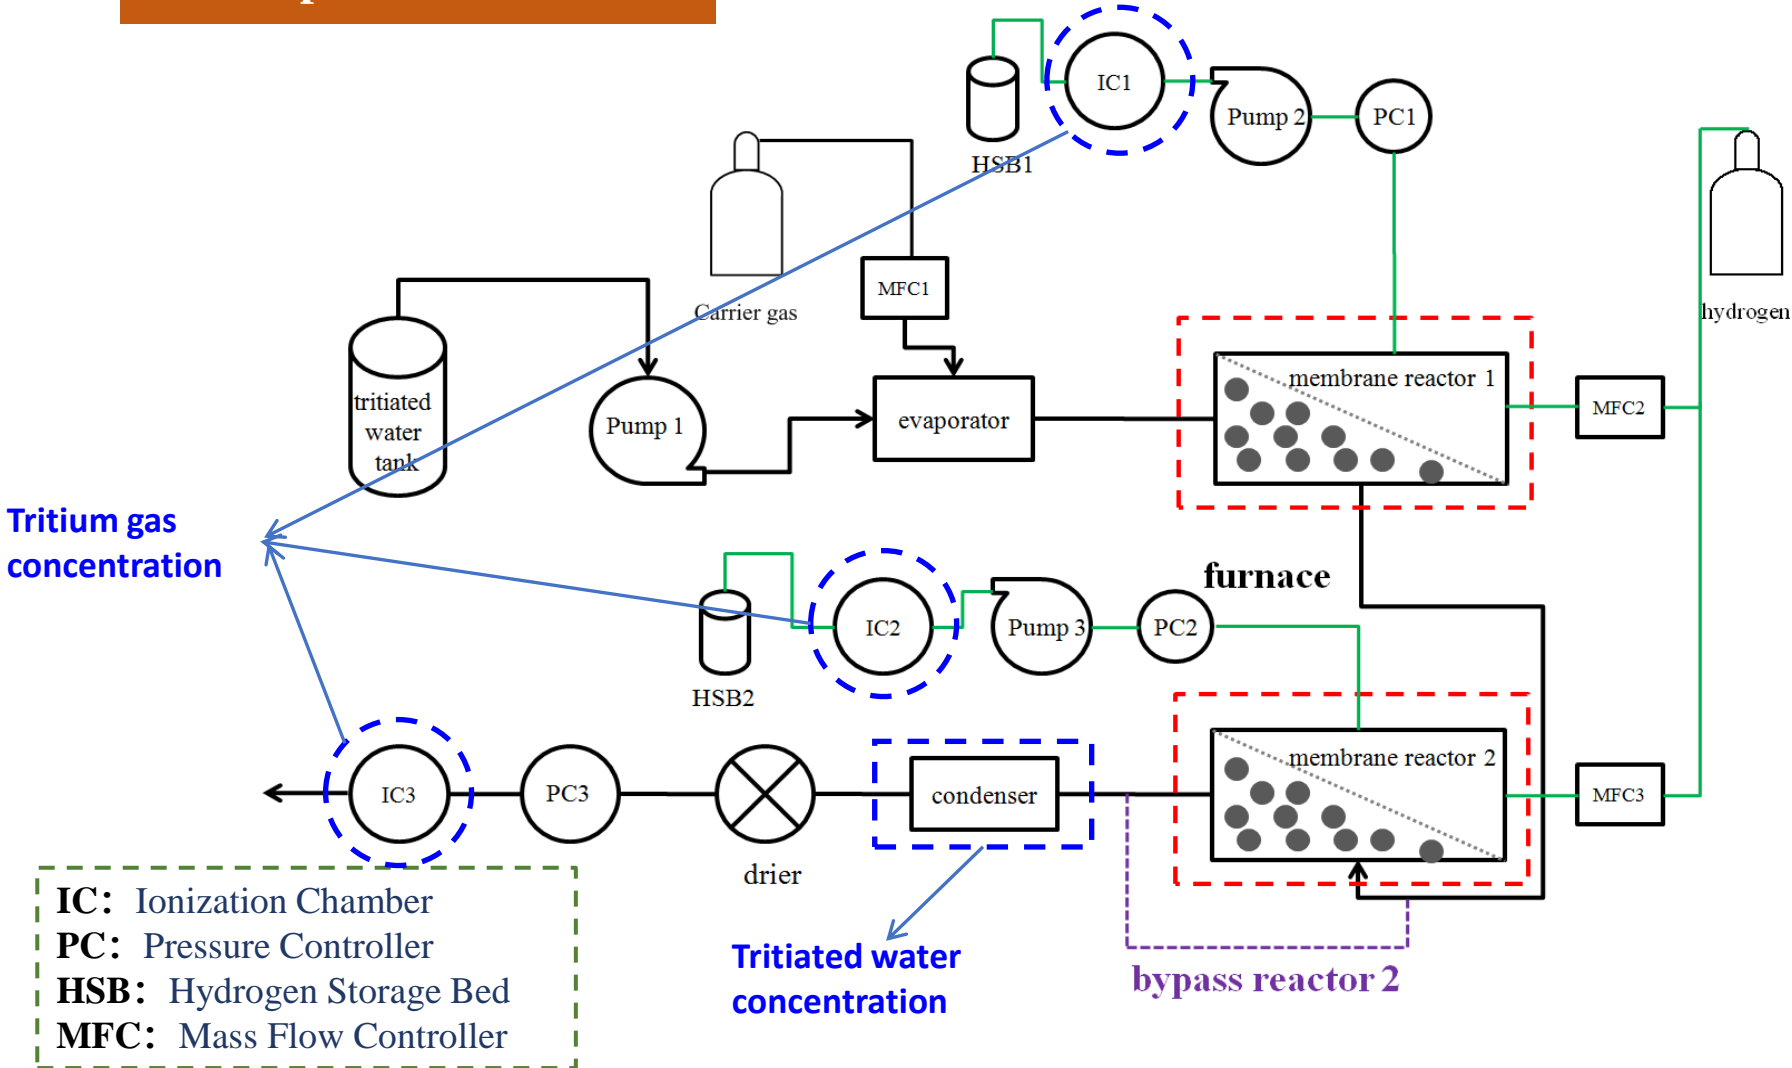 IC1
Pump 2
PC1
HSB1
MFC1
Carrier gas
hydrogen
tritiated
water
tank
Pump 1
evaporator
membrane reactor 1
MFC2
Tritium gas
concentration
furnace
IC2
Pump 3
PC2
HSB2
membrane reactor 2
IC3
PC3
condenser
MFC3
drier
IC： Ionization Chamber
PC： Pressure Controller
HSB： Hydrogen Storage Bed
MFC： Mass Flow Controller
Tritiated water
concentration
bypass reactor 2